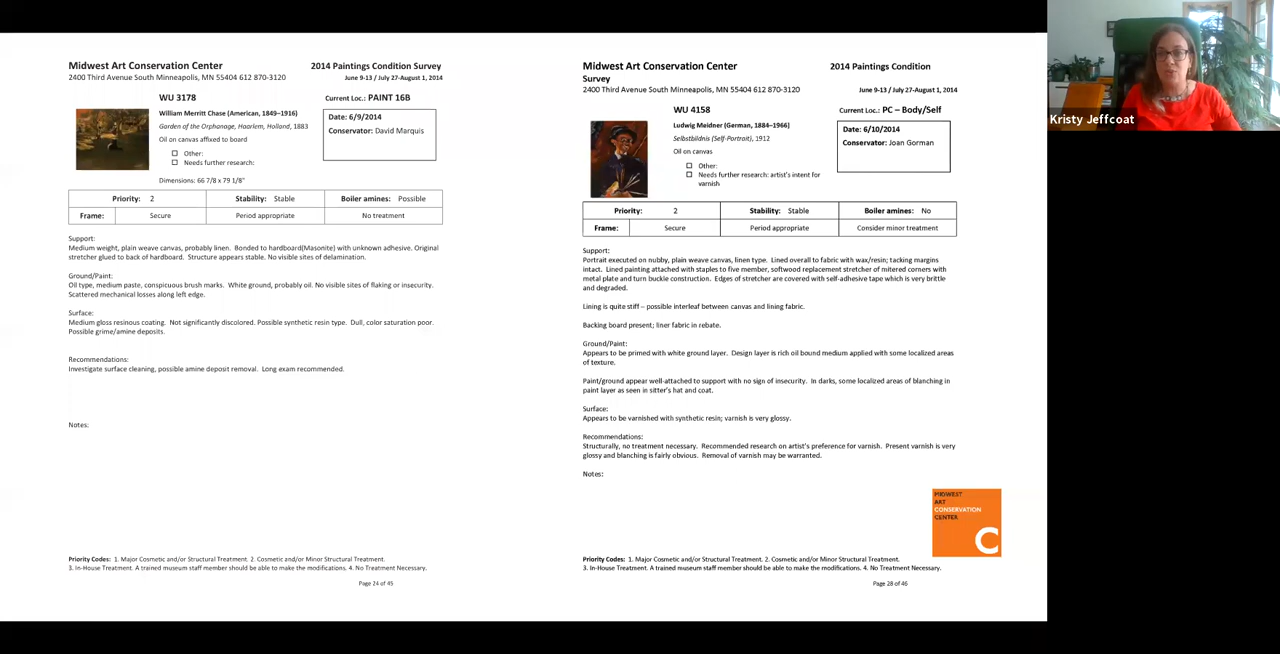 Midwest Art Conservation Center
2014 Paintings Condition Survey
2400 Third Avenue South Minneapolis, MN 55404 612 870-3120
June 9-13 / July 27-August 1, 2014
WU 3178
Current Loc.: PAINT 16B
William Merritt Chase (American, 1849–1916)
Garden of the Orphanage, Haarlem, Holland, 1883
Oil on canvas affixed to board
Other:
Needs further research:
Dimensions: 66 7/8 x 79 1/8"
Date: 6/9/2014
Conservator: David Marquis
Priority: 2
Stability: Stable
Boiler amines: Possible
Frame:
Secure
Period appropriate
No treatment
Support:
Medium weight, plain weave canvas, probably linen. Bonded to hardboard(Masonite) with unknown adhesive. Original
stretcher glued to back of hardboard. Structure appears stable. No visible sites of delamination.
Ground/Paint:
Oil type, medium paste, conspicuous brush marks. White ground, probably oil. No visible sites of flaking or insecurity.
Scattered mechanical losses along left edge.
Surface:
Medium gloss resinous coating. Not significantly discolored. Possible synthetic resin type. Dull, color saturation poor.
Possible grime/amine deposits.
Recommendations:
Investigate surface cleaning, possible amine deposit removal. Long exam recommended.
Notes:
Priority Codes: 1. Major Cosmetic and/or Structural Treatment. 2. Cosmetic and/or Minor Structural Treatment.
3. In-House Treatment. A trained museum staff member should be able to make the modifications. 4. No Treatment Necessary.
Page 24 of 45
Midwest Art Conservation Center
2014 Paintings Condition
Survey
2400 Third Avenue South Minneapolis, MN 55404 612 870-3120
June 9-13 / July 27-August 1, 2014
WU 4158
Current Loc.: PC – Body/Self
Ludwig Meidner (German, 1884–1966)
Selbstbildnis (Self-Portrait), 1912
Oil on canvas
Other:
Needs further research: artist's intent for
varnish
Date: 6/10/2014
Conservator: Joan Gorman
Priority: 2
Stability: Stable
Boiler amines: No
Frame:
Secure
Period appropriate
Consider minor treatment
Support:
Portrait executed on nubby, plain weave canvas, linen type. Lined overall to fabric with wax/resin; tacking margins
intact. Lined painting attached with staples to five member, softwood replacement stretcher of mitered corners with
metal plate and turn buckle construction. Edges of stretcher are covered with self-adhesive tape which is very brittle
and degraded.
Lining is quite stiff – possible interleaf between canvas and lining fabric.
Backing board present; liner fabric in rebate.
Ground/Paint:
Appears to be primed with white ground layer. Design layer is rich oil bound medium applied with some localized areas
of texture.
Paint/ground appear well-attached to support with no sign of insecurity. In darks, some localized areas of blanching in
paint layer as seen in sitter's hat and coat.
Surface:
Appears to be varnished with synthetic resin; varnish is very glossy.
Recommendations:
Structurally, no treatment necessary. Recommended research on artist's preference for varnish. Present varnish is very
glossy and blanching is fairly obvious. Removal of varnish may be warranted.
Notes:
MIDWEST
ART
CONSERVATION
CENTER
C
Priority Codes: 1. Major Cosmetic and/or Structural Treatment. 2. Cosmetic and/or Minor Structural Treatment.
3. In-House Treatment. A trained museum staff member should be able to make the modifications. 4. No Treatment Necessary.
Page 28 of 46
Kristy Jeffcoat